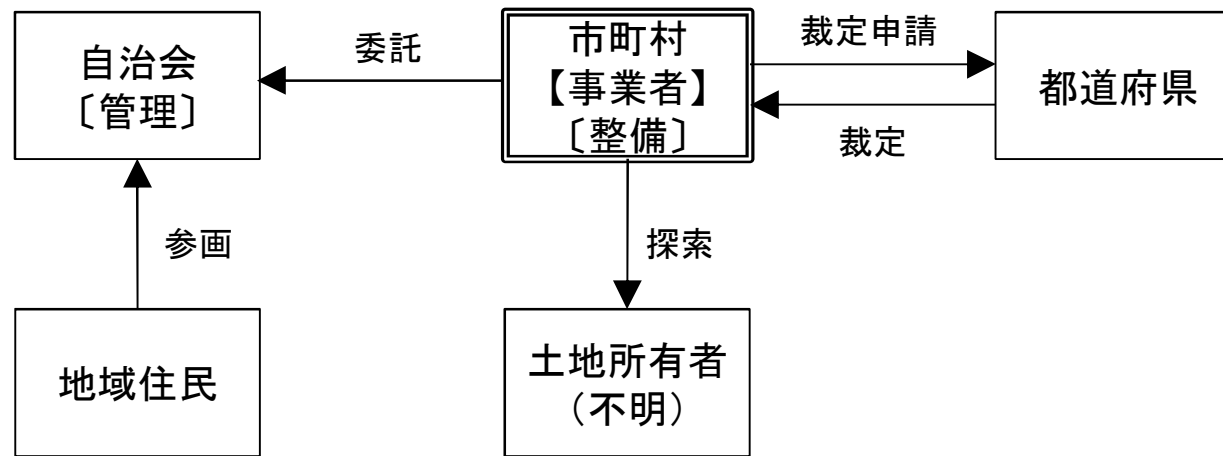 自治会
〔管理〕
委託
市町村
【事業者】
〔整備〕
裁定申請
裁定
都道府県
参画
探索
地域住民
土地所有者
（不明）